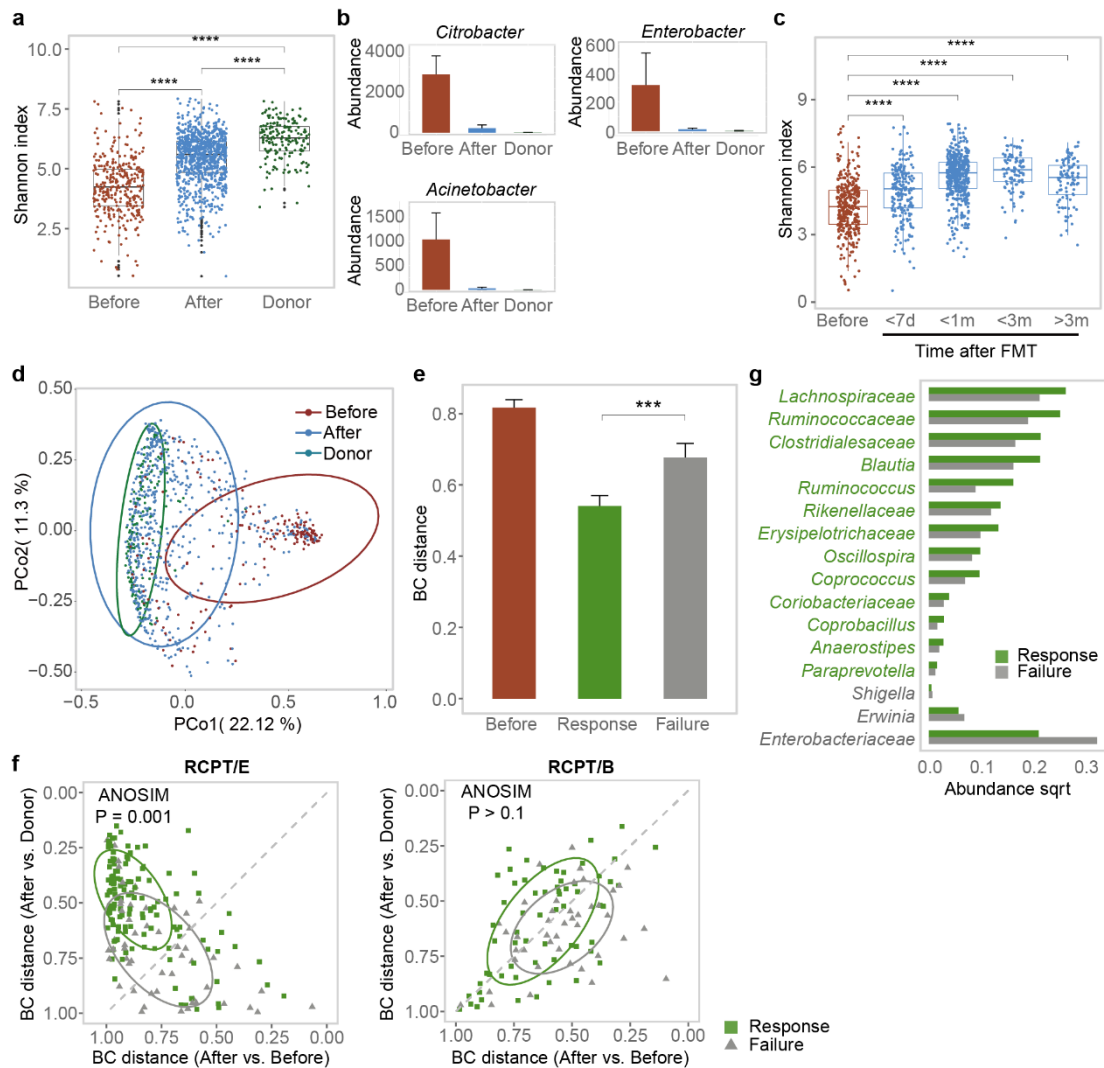 a
Shannon index
10.0
7.5
5.0
2.5
****
****
****
Before After Donor
b
Citrobacter
Abundance
4000
2000
0
Before After Donor
Enterobacter
Abundance
600
400
200
0
Before After Donor
Acinetobacter
Abundance
1500
1000
500
0
Before After Donor
c
Shannon index
9
6
3
0
****
****
****
****
Before <7d <1m <3m >3m
Time after FMT
d
PCo2( 11.3 %)
0.50
0.25
0.00
−0.25
−0.50
Before
After
Donor
−0.5 0.0 0.5 1.0
PCo1( 22.12 %)
e
BC distance
0.8
0.6
0.4
0.2
0.0
***
Before Response Failure
g
Lachnospiraceae
Ruminococcaceae
Clostridialesaceae
Blautia
Ruminococcus
Rikenellaceae
Erysipelotrichaceae
Oscillospira
Coprococcus
Coriobacteriaceae
Coprobacillus
Anaerostipes
Paraprevotella
Shigella
Erwinia
Enterobacteriaceae
Response
Failure
0.0 0.1 0.2 0.3
Abundance sqrt
f
RCPT/E
BC distance (After vs. Donor)
0.00
0.25
0.50
0.75
1.00
ANOSIM
P = 0.001
1.00 0.75 0.50 0.25 0.00
BC distance (After vs. Before)
RCPT/B
BC distance (After vs. Donor)
0.00
0.25
0.50
0.75
1.00
ANOSIM
P > 0.1
1.00 0.75 0.50 0.25 0.00
BC distance (After vs. Before)
Response
Failure